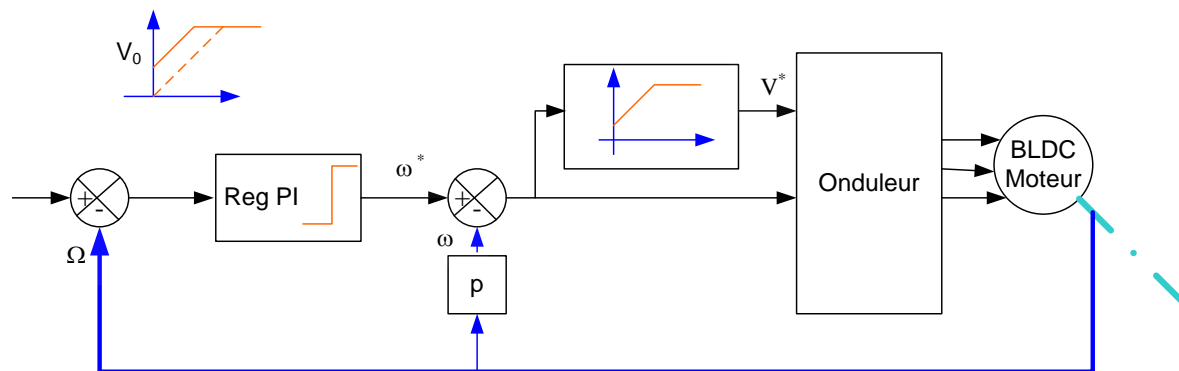 V₀
V*
BLDC
Moteur
Onduleur
Reg PI
ω*
+
-
+
-
Ω
ω
p